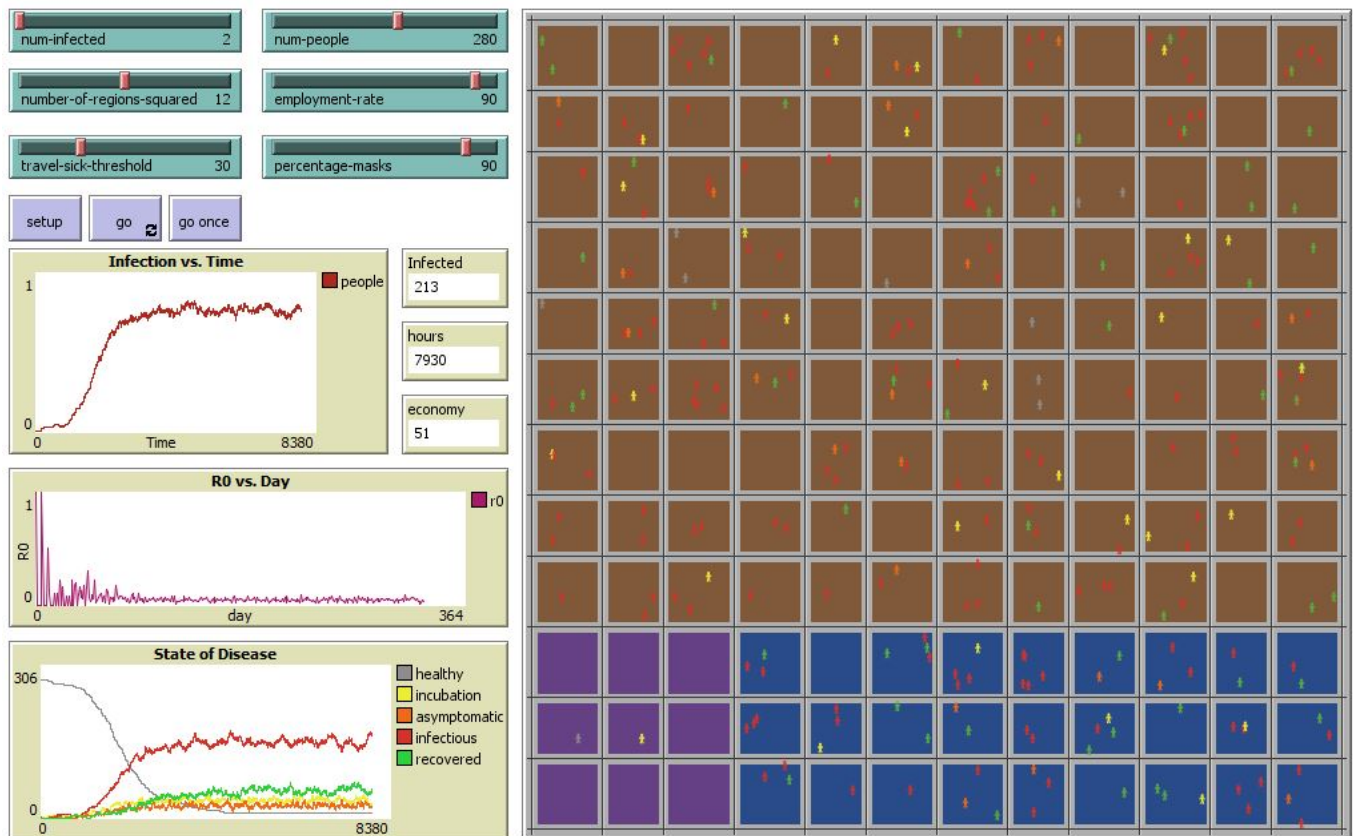 num-infected 2
num-people 280
number-of-regions-squared 12
employment-rate 90
travel-sick-threshold 30
percentage-masks 90
setup
go
go once
Infection vs. Time
1
0
0
Time
8380
people
Infected
213
hours
7930
economy
51
R0 vs. Day
1
R0
0
0
day
364
r0
State of Disease
306
0
0
8380
healthy
incubation
asymptomatic
infectious
recovered